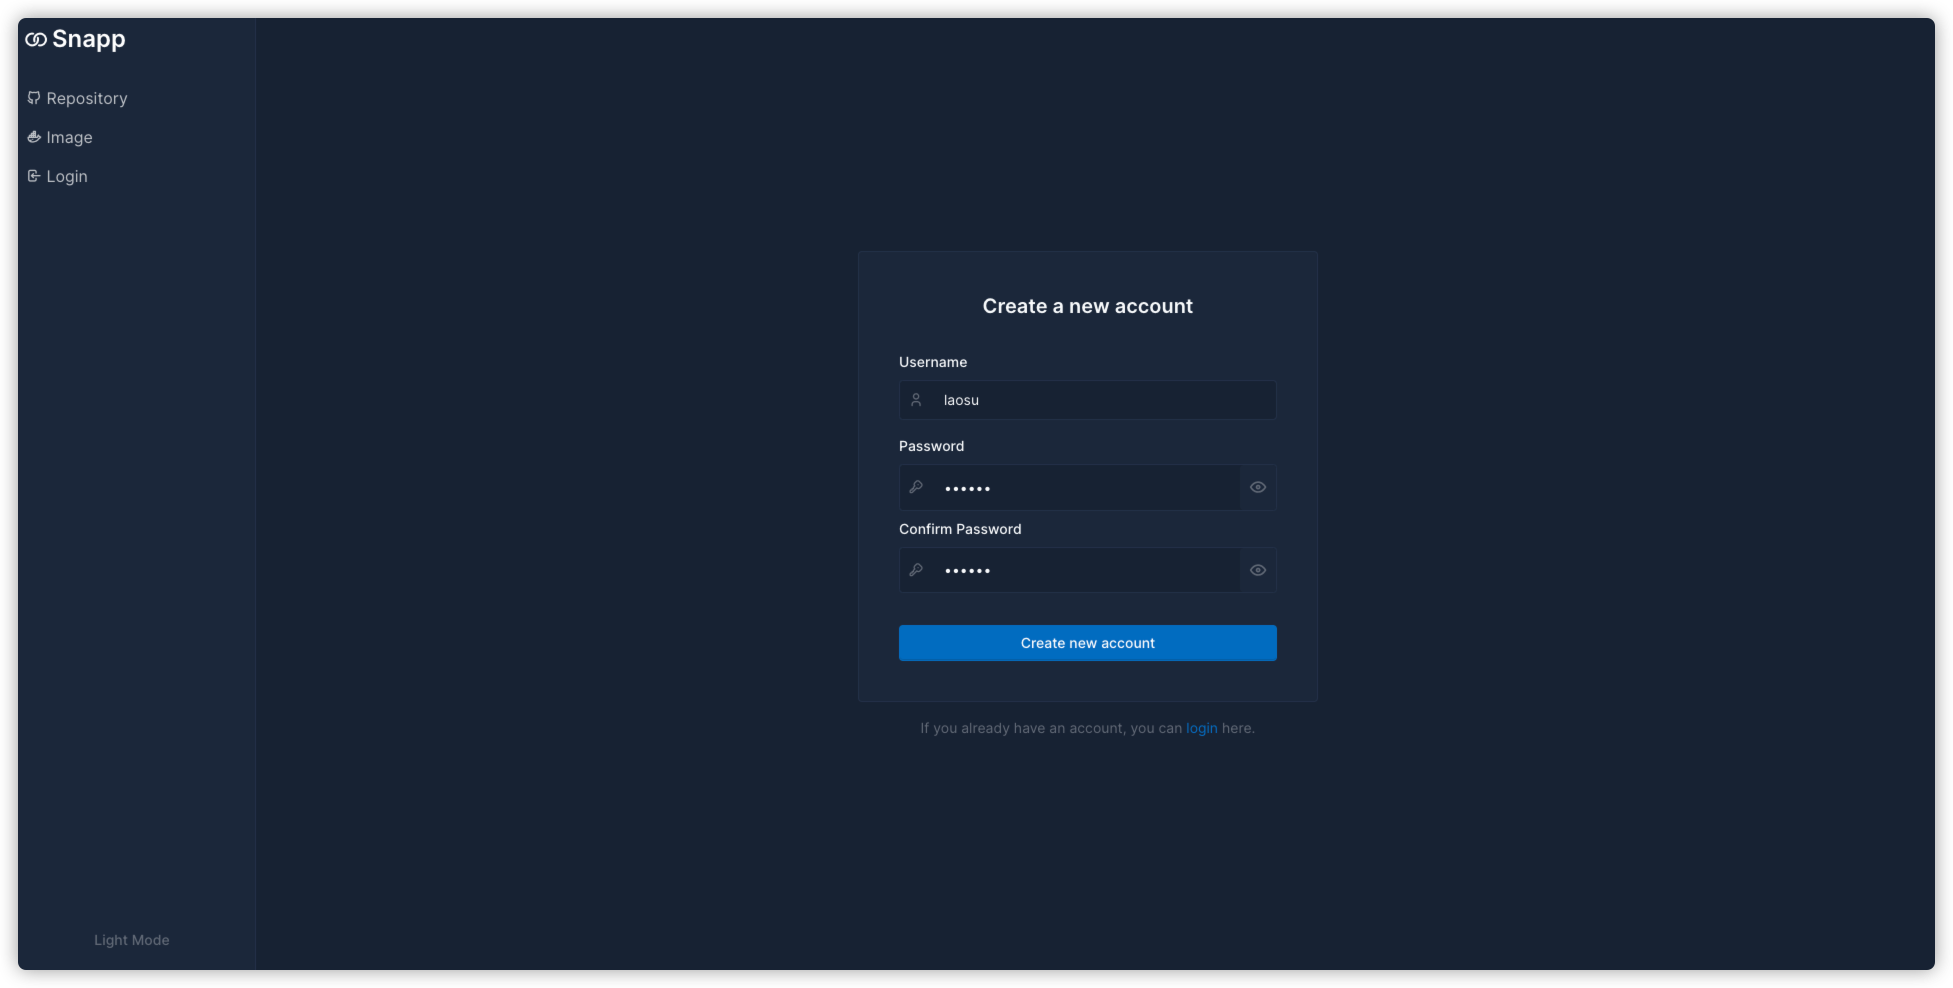 Snapp
Repository
Image
Login
Create a new account
Username
laosu
Password
••••••
Confirm Password
••••••
Create new account
If you already have an account, you can login here.
Light Mode